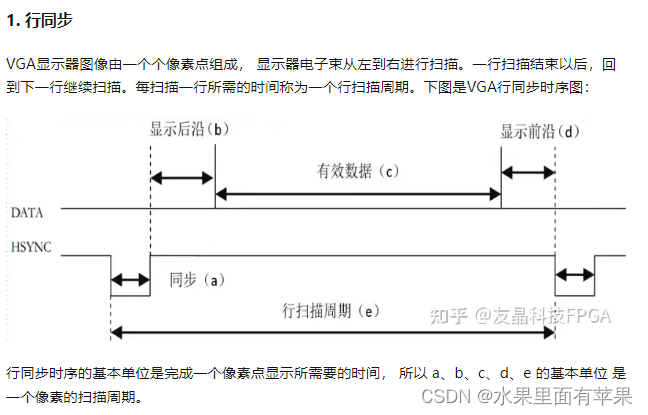 1. 行同步
VGA显示器图像由一个个像素点组成， 显示器电子束从左到右进行扫描。一行扫描结束以后，回
到下一行继续扫描。每扫描一行所需的时间称为一个行扫描周期。下图是VGA行同步时序图：
显示后沿（b）
显示前沿（d）
有效数据（c）
DATA
HSYNC
同步（a）
行扫描周期（e）
知乎 @友晶科技FPGA
行同步时序的基本单位是完成一个像素点显示所需要的时间， 所以 a、b、c、d、e 的基本单位 是
一个像素的扫描周期。
CSDN @水果里面有苹果